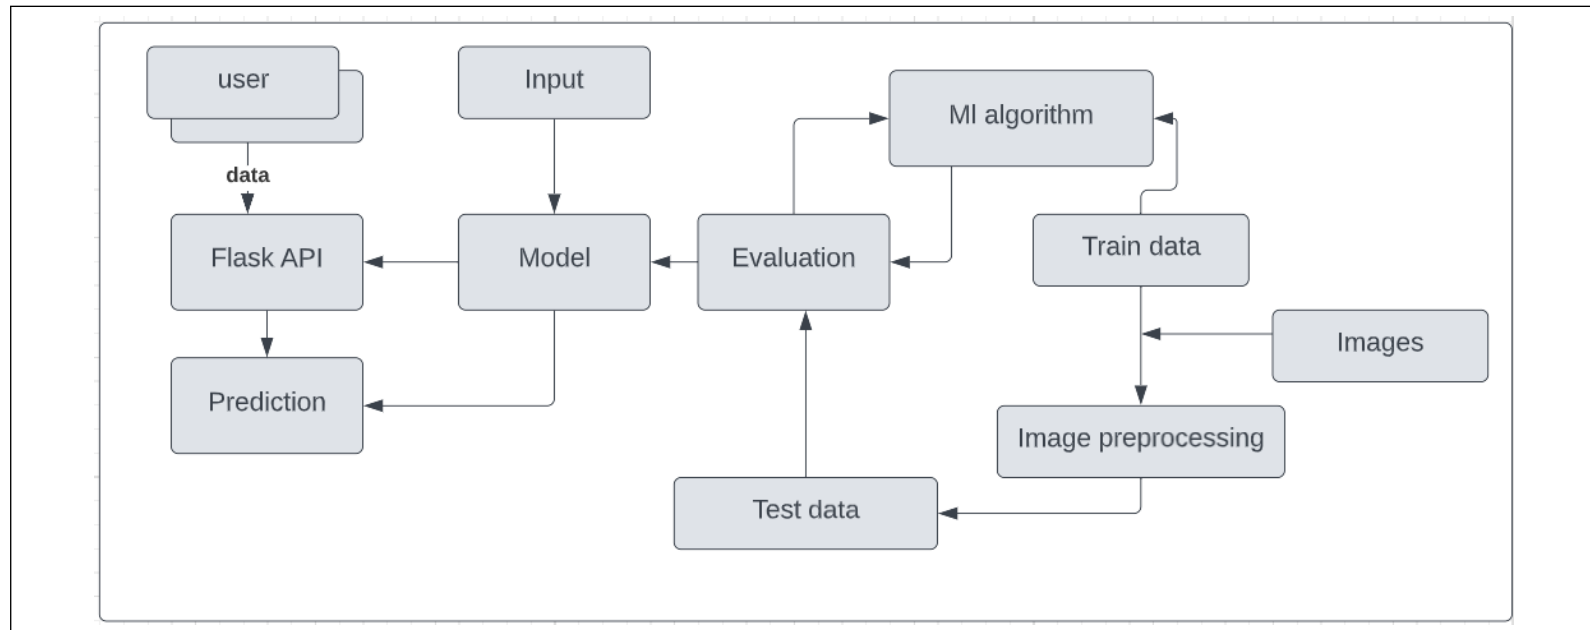 user
Input
Ml algorithm
data
Flask API
Model
Evaluation
Train data
Images
Prediction
Image preprocessing
Test data